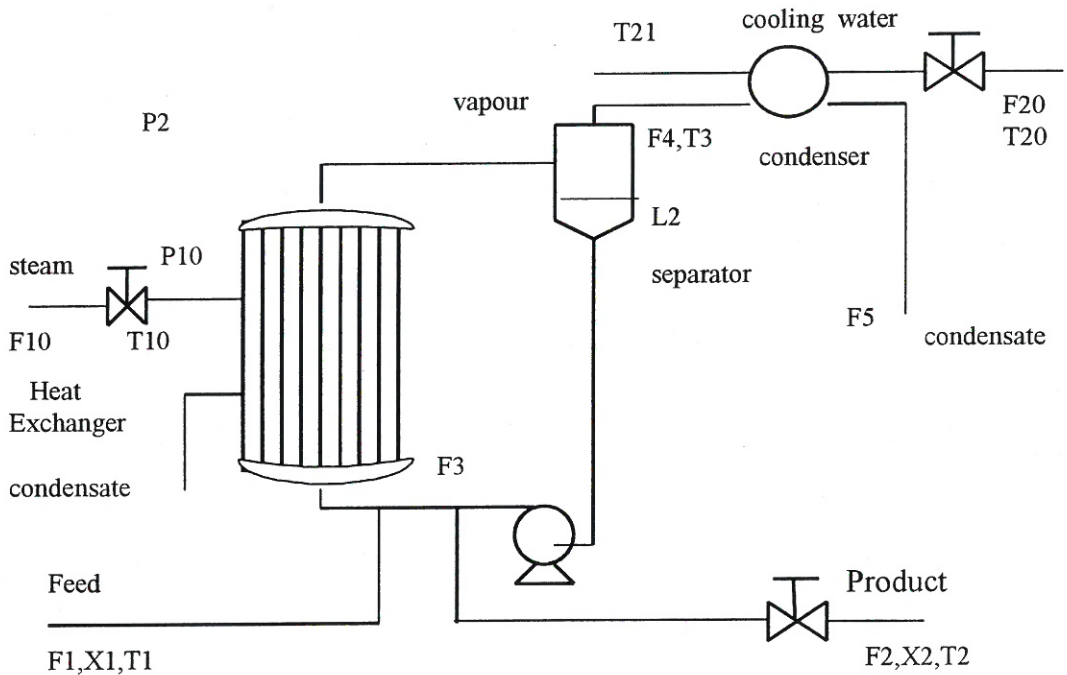 cooling water
T21
vapour
P2
F20
T20
F4,T3
condenser
L2
P10
steam
separator
F5
F10
T10
condensate
Heat
Exchanger
F3
condensate
Feed
Product
F1,X1,T1
F2,X2,T2